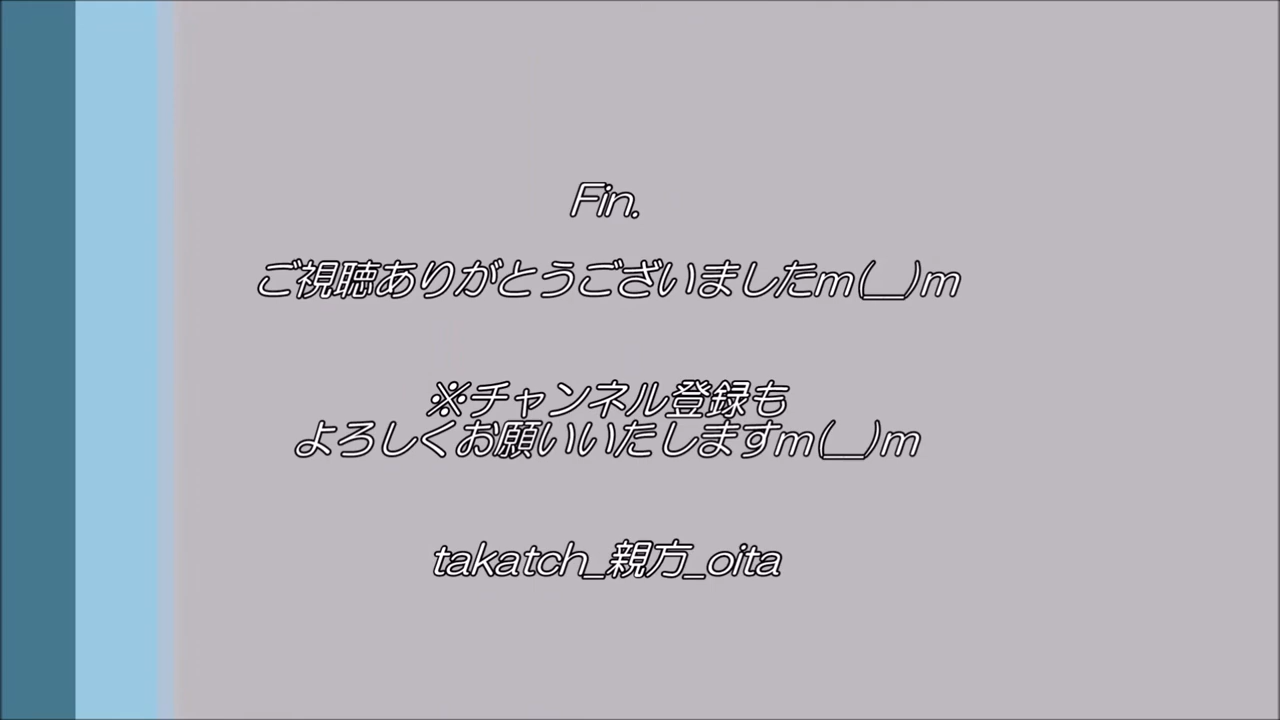 Fin.
ご視聴ありがとうございましたm(__)m
※チャンネル登録も
よろしくお願いいたしますm(__)m
takatch_親方_oita